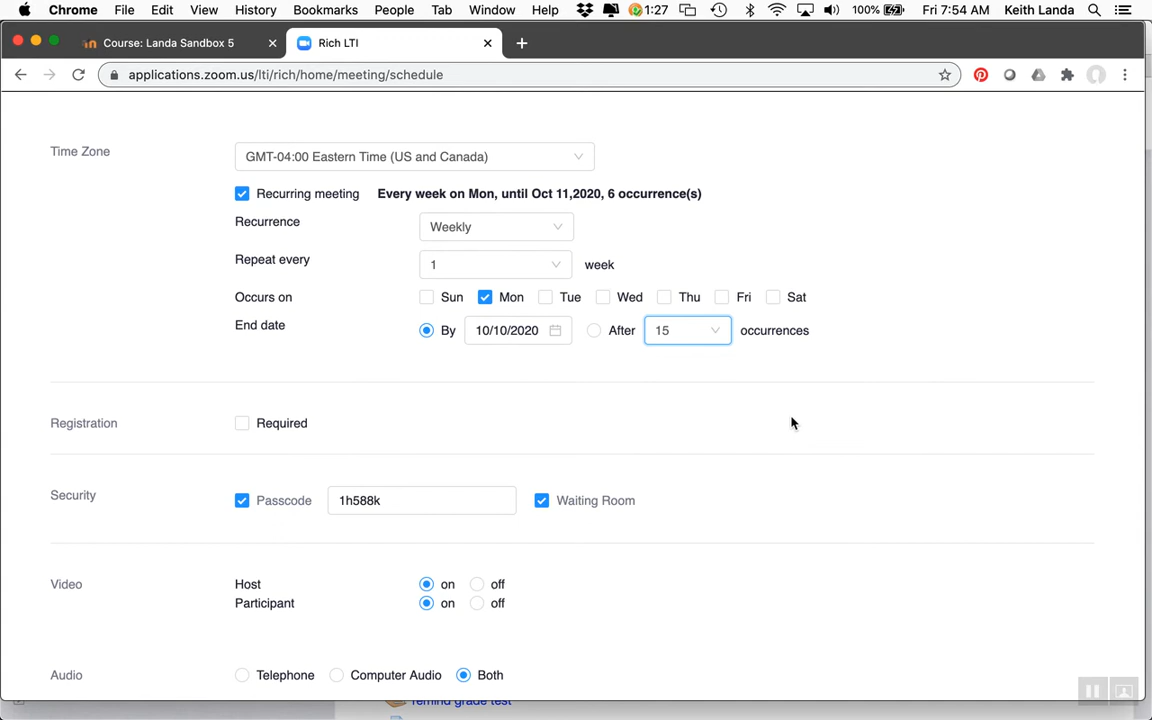 Chrome File Edit View History Bookmarks People Tab Window Help 1:27 100% Fri 7:54 AM Keith Landa
Course: Landa Sandbox 5 Rich LTI
applications.zoom.us/lti/rich/home/meeting/schedule
Time Zone GMT-04:00 Eastern Time (US and Canada)
Recurring meeting Every week on Mon, until Oct 11,2020, 6 occurrence(s)
Recurrence Weekly
Repeat every 1 week
Occurs on Sun Mon Tue Wed Thu Fri Sat
End date By 10/10/2020 After 15 occurrences
Registration Required
Security Passcode 1h588k Waiting Room
Video Host on off
Participant on off
Audio Telephone Computer Audio Both
remind grade test